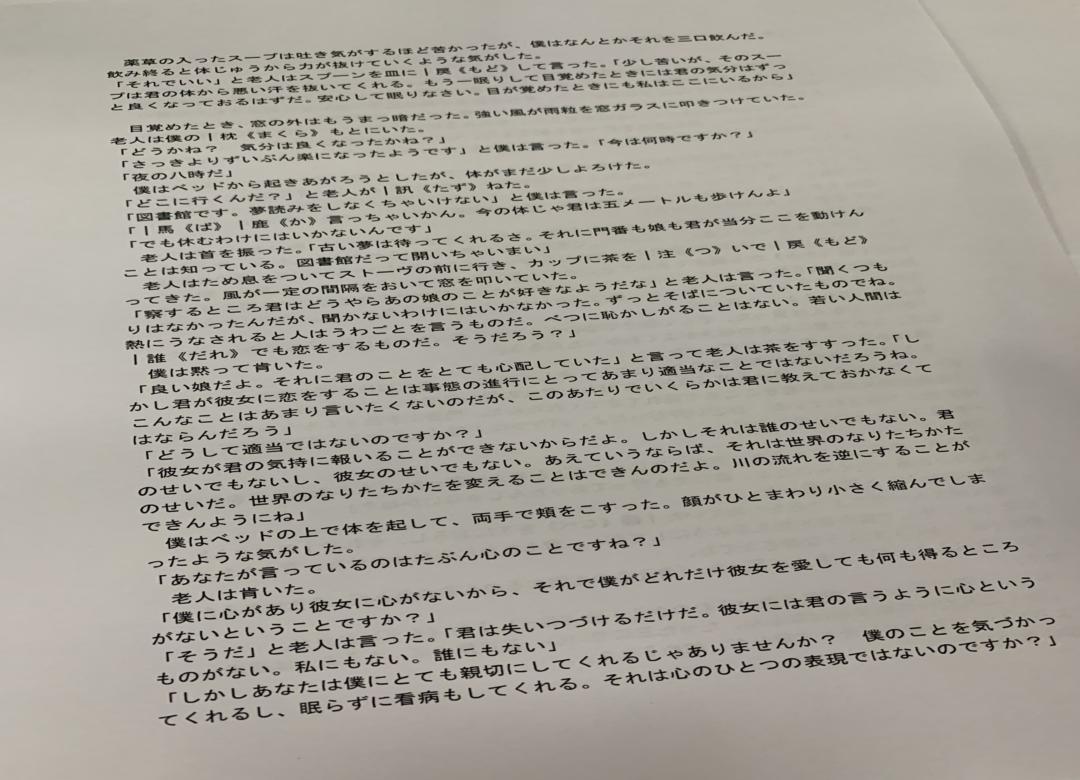 薬草の入ったスープは吐き気がするほど苦かったが、僕はなんとかそれを三口飲んだ。
飲み終ると体じゅうから力が抜けていくような気がした。
「それでいい」と老人はスプーンを皿に|戻《もど》して言った。「少し苦いが、そのスー
プは君の体から悪い汗を抜いてくれる。もう一眠りして目覚めたときには君の気分はずっ
と良くなっておるはずだ。安心して眠りなさい。目が覚めたときにも私はここにいるから」
目覚めたとき、窓の外はもうまっ暗だった。強い風が雨粒を窓ガラスに叩きつけていた。
老人は僕の|枕《まくら》もとにいた。
「どうかね？　気分は良くなったかね？」
「さっきよりずいぶん楽になったようです」と僕は言った。「今は何時ですか？」
「夜の八時だ」
僕はベッドから起きあがろうとしたが、体がまだ少しよろけた。
「どこに行くんだ？」と老人が|訊《たず》ねた。
「図書館です。夢読みをしなくちゃいけない」と僕は言った。
「|馬《ば》|鹿《か》言っちゃいかん。今の体じゃ君は五メートルも歩けんよ」
「でも休むわけにはいかないんです」
老人は首を振った。「古い夢は待ってくれるさ。それに門番も娘も君が当分ここを動けん
ことは知っている。図書館だって開いちゃいまい」
老人はため息をついてストーヴの前に行き、カップに茶を|注《つ》いで|戻《もど》
ってきた。風が一定の間隔をおいて窓を叩いていた。
「察するところ君はどうやらあの娘のことが好きなようだな」と老人は言った。「聞くつも
りはなかったんだが、聞かないわけにはいかなかった。ずっとそばについていたものでね。
熱にうなされると人はうわごとを言うものだ。べつに恥かしがることはない。若い人間は
|誰《だれ》でも恋をするものだ。そうだろう？」
僕は黙って肯いた。
「良い娘だよ。それに君のことをとても心配していた」と言って老人は茶をすすった。「し
かし君が彼女に恋をすることは事態の進行にとってあまり適当なことではないだろうね。
こんなことはあまり言いたくないのだが、このあたりでいくらかは君に教えておかなくて
はならんだろう」
「どうして適当ではないのですか？」
「彼女が君の気持に報いることができないからだよ。しかしそれは誰のせいでもない。君
のせいでもないし、彼女のせいでもない。あえていうならば、それは世界のなりたちかた
のせいだ。世界のなりたちかたを変えることはできんのだよ。川の流れを逆にすることが
できんようにね」
僕はベッドの上で体を起して、両手で頬をこすった。顔がひとまわり小さく縮んでしま
ったような気がした。
「あなたが言っているのはたぶん心のことですね？」
老人は肯いた。
「僕に心があり彼女に心がないから、それで僕がどれだけ彼女を愛しても何も得るところ
がないということですか？」
「そうだ」と老人は言った。「君は失いつづけるだけだ。彼女には君の言うように心という
ものがない。私にもない。誰にもない」
「しかしあなたは僕にとても親切にしてくれるじゃありませんか？　僕のことを気づかっ
てくれるし、眠らずに看病もしてくれる。それは心のひとつの表現ではないのですか？」